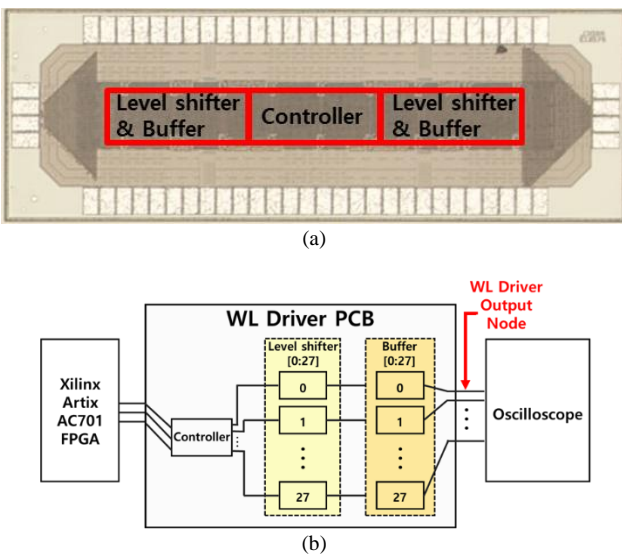 Level shifter
& Buffer
Controller
Level shifter
& Buffer
(a)
WL Driver
Output
Node
WL Driver PCB
Level shifter
[0:27]
Buffer
[0:27]
Xilinx
Artix
AC701
FPGA
Controller
0
0
1
1
27
27
Oscilloscope
(b)